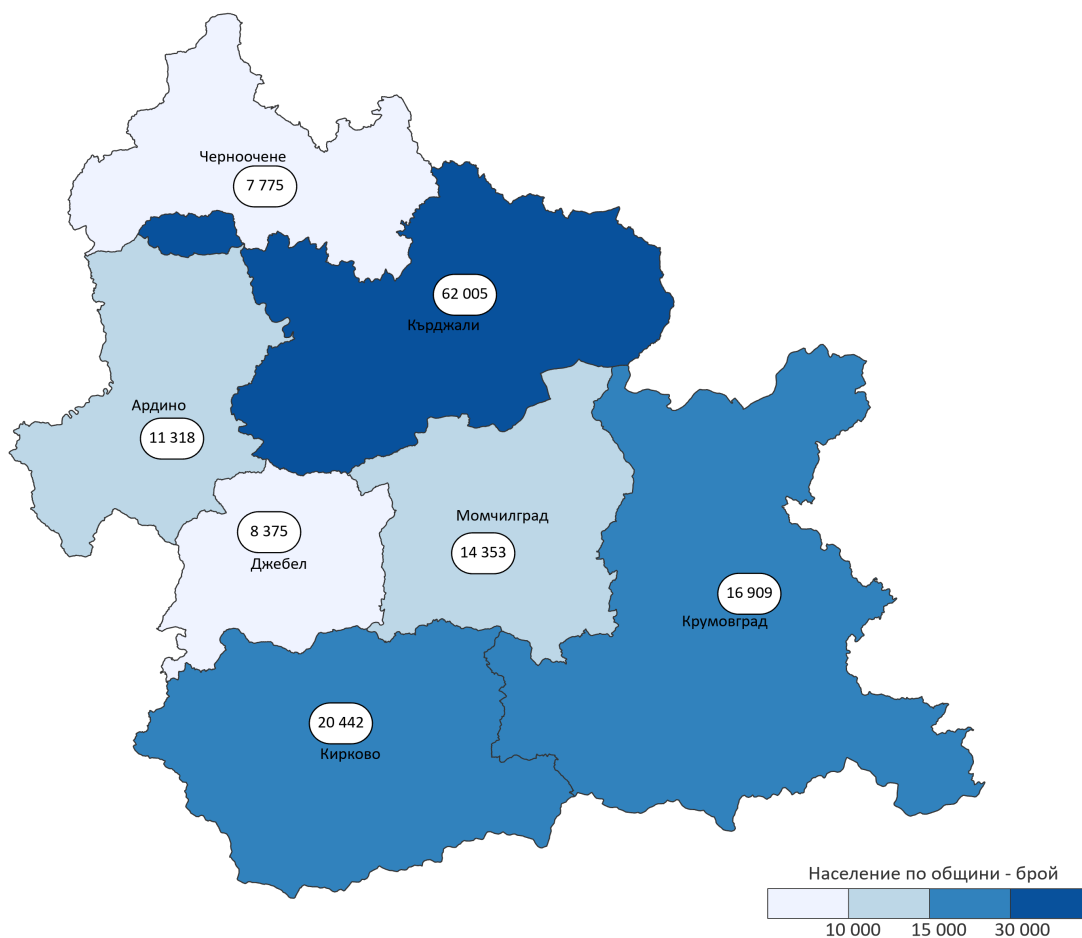 Черноочене
7 775
62 005
Кърджали
Ардино
11 318
Момчилград
14 353
8 375
Джебел
16 909
Крумовград
20 442
Кирково
Население по общини - брой
10 000 15 000 30 000